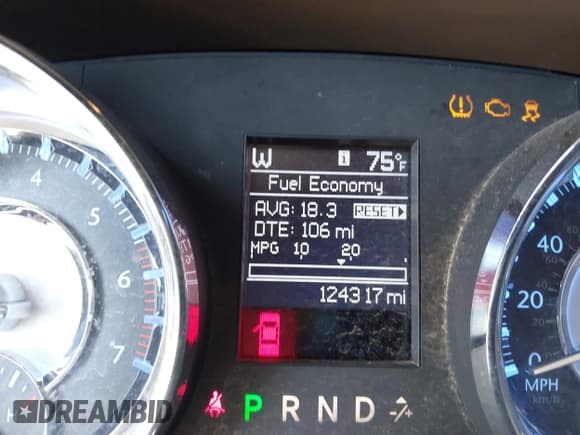 W i 75°F
Fuel Economy
AVG: 18.3 RESET
DTE: 106 mi
MPG 10 20
124317 mi
4
5
6
7
40
20
0
MPH
km/h
P R N D -/+
DREAMBID